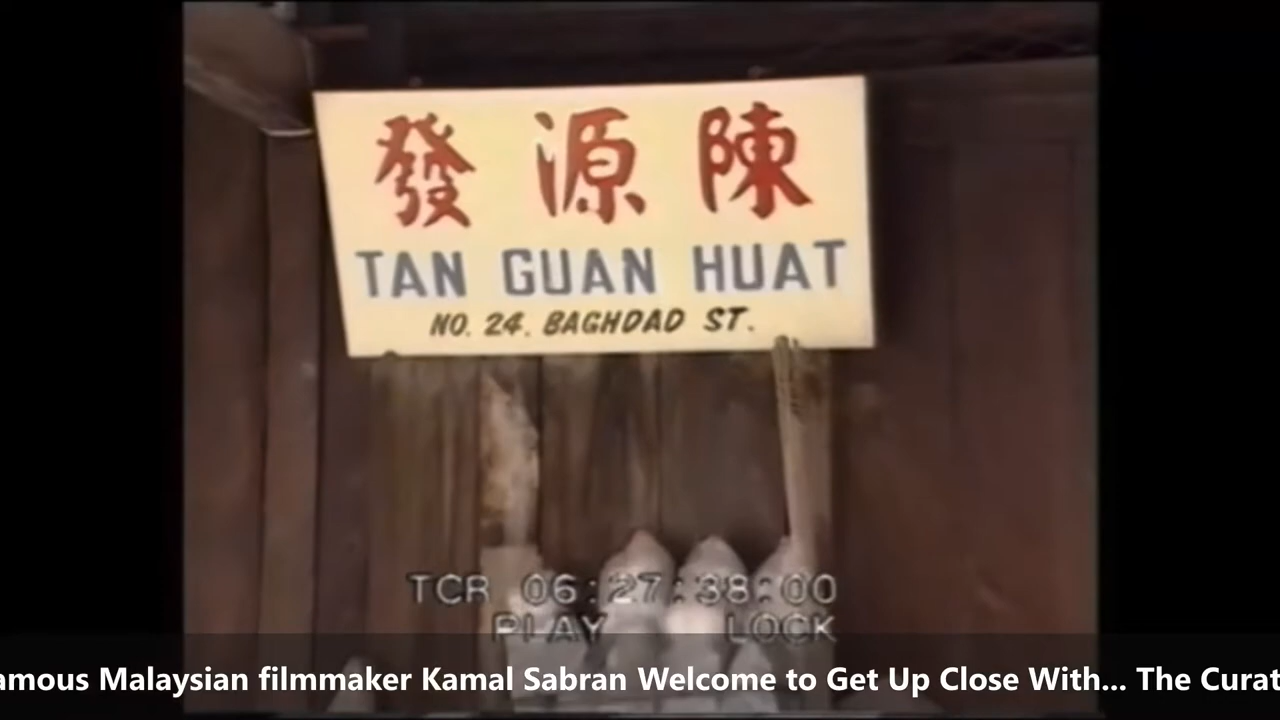 陳源發
TAN GUAN HUAT
NO. 24. BAGHDAD ST.
TCR 06:27:38:00
PLAY LOCK
amous Malaysian filmmaker Kamal Sabran Welcome to Get Up Close With... The Curat